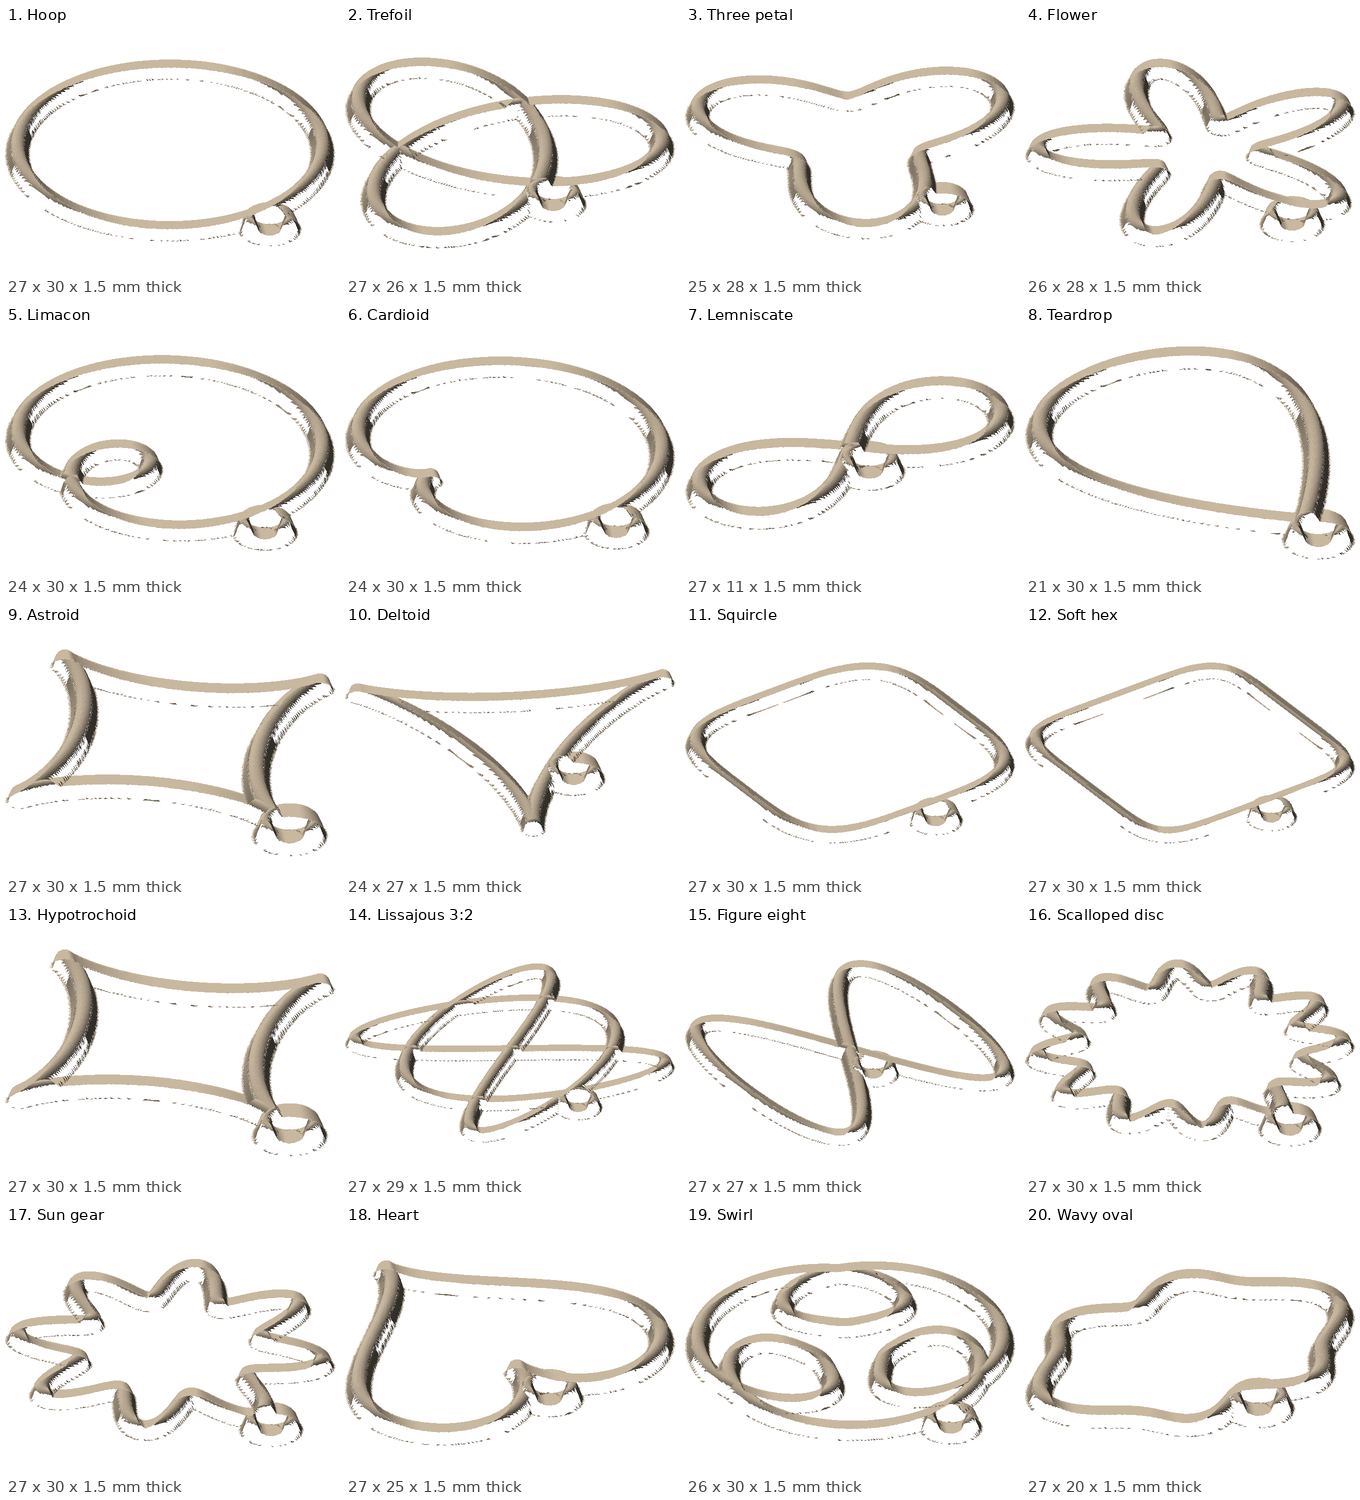 1. Hoop
2. Trefoil
3. Three petal
4. Flower
27 x 30 x 1.5 mm thick
27 x 26 x 1.5 mm thick
25 x 28 x 1.5 mm thick
26 x 28 x 1.5 mm thick
5. Limacon
6. Cardioid
7. Lemniscate
8. Teardrop
24 x 30 x 1.5 mm thick
24 x 30 x 1.5 mm thick
27 x 11 x 1.5 mm thick
21 x 30 x 1.5 mm thick
9. Astroid
10. Deltoid
11. Squircle
12. Soft hex
27 x 30 x 1.5 mm thick
24 x 27 x 1.5 mm thick
27 x 30 x 1.5 mm thick
27 x 30 x 1.5 mm thick
13. Hypotrochoid
14. Lissajous 3:2
15. Figure eight
16. Scalloped disc
27 x 30 x 1.5 mm thick
27 x 29 x 1.5 mm thick
27 x 27 x 1.5 mm thick
27 x 30 x 1.5 mm thick
17. Sun gear
18. Heart
19. Swirl
20. Wavy oval
27 x 30 x 1.5 mm thick
27 x 25 x 1.5 mm thick
26 x 30 x 1.5 mm thick
27 x 20 x 1.5 mm thick